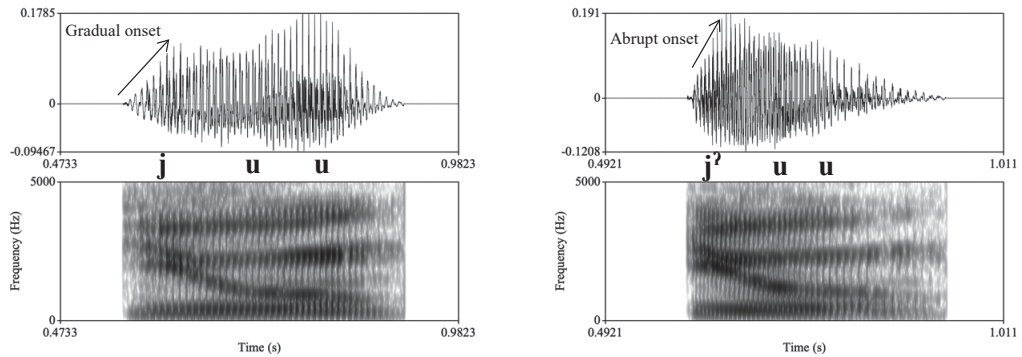 0.1785
Gradual onset
0
-0.09467
0.4733 0.9823
j u u
5000
Frequency (Hz)
0
0.4733 0.9823
Time (s)
0.191
Abrupt onset
0
-0.1208
0.4921 1.011
jˀ u u
5000
Frequency (Hz)
0
0.4921 1.011
Time (s)